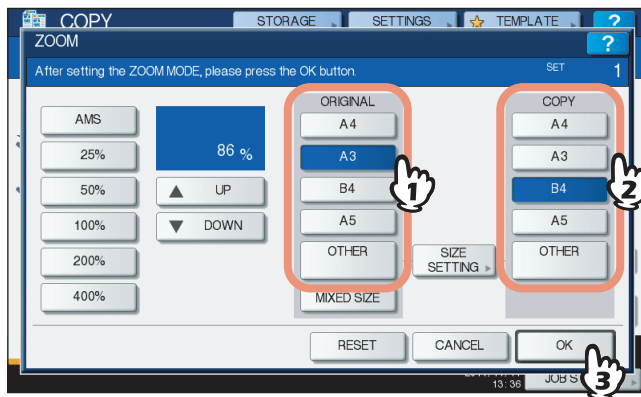 COPY STORAGE SETTINGS TEMPLATE ?
ZOOM ?
After setting the ZOOM MODE, please press the OK button. SET 1
ORIGINAL COPY
AMS A4 A4
25% 86 % A3 A3
1 2
50% UP B4 B4
100% DOWN A5 A5
200% OTHER SIZE SETTING OTHER
400% MIXED SIZE
RESET CANCEL OK
3
13:36 JOB S